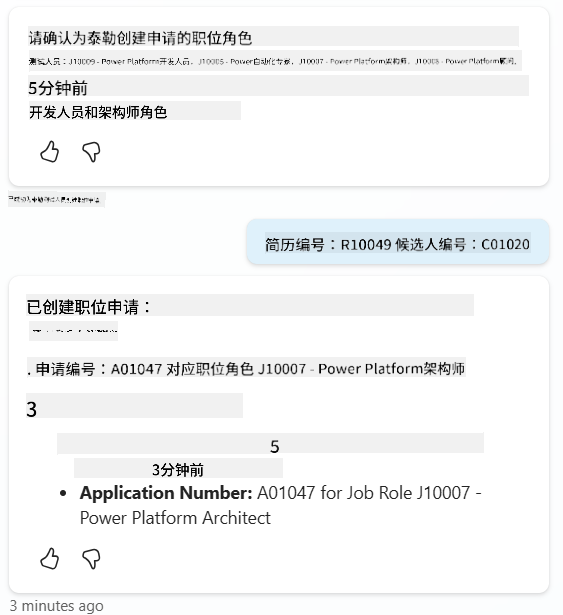 请确认为泰勒创建申请的职位角色
测试人员：J10009 - Power Platform开发人员、J10005 - Power自动化专家、J10007 - Power Platform架构师、J10008 - Power Platform顾问。
5分钟前
开发人员和架构师角色
简历编号：R10049 候选人编号：C01020
已创建职位申请：
. 申请编号：A01047 对应职位角色 J10007 - Power Platform架构师
3
5
3分钟前
• Application Number: A01047 for Job Role J10007 -
Power Platform Architect
3 minutes ago